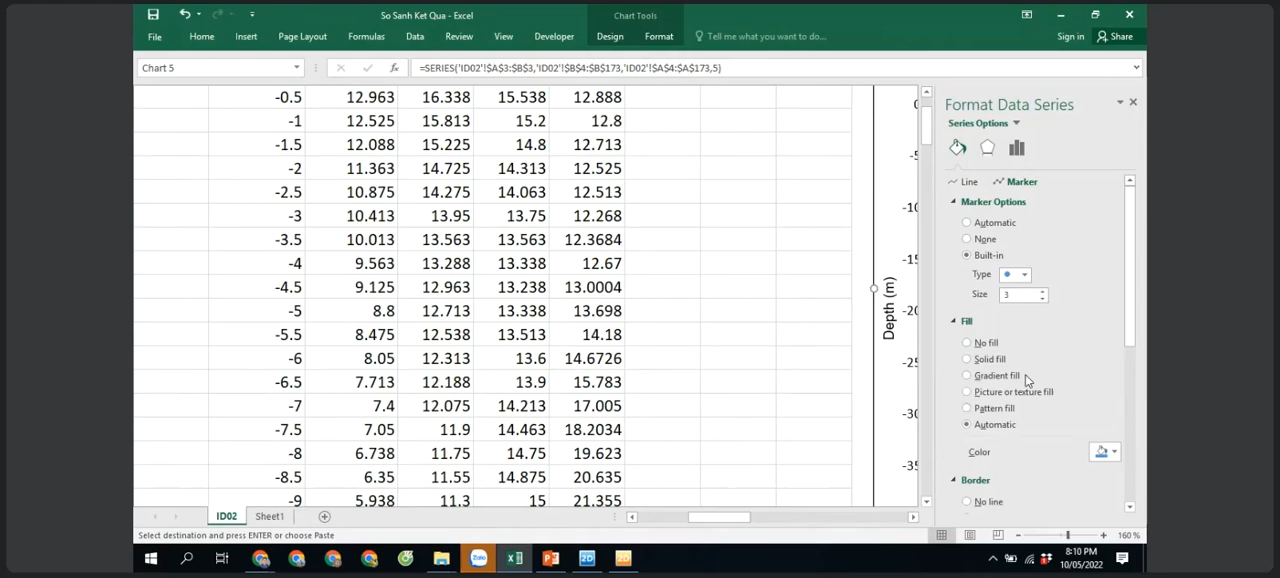 So Sanh Ket Qua - Excel
Chart Tools
File Home Insert Page Layout Formulas Data Review View Developer Design Format Tell me what you want to do... Sign in Share
Chart 5 fx =SERIES('ID02'!$A$3:$B$3,'ID02'!$B$4:$B$173,'ID02'!$A$4:$A$173,5)
-0.5 12.963 16.338 15.538 12.888
-1 12.525 15.813 15.2 12.8
-1.5 12.088 15.225 14.8 12.713
-2 11.363 14.725 14.313 12.525
-2.5 10.875 14.275 14.063 12.513
-3 10.413 13.95 13.75 12.268
-3.5 10.013 13.563 13.563 12.3684
-4 9.563 13.288 13.338 12.67
-4.5 9.125 12.963 13.238 13.0004
-5 8.8 12.713 13.338 13.698
-5.5 8.475 12.538 13.513 14.18
-6 8.05 12.313 13.6 14.6726
-6.5 7.713 12.188 13.9 15.783
-7 7.4 12.075 14.213 17.005
-7.5 7.05 11.9 14.463 18.2034
-8 6.738 11.75 14.75 19.623
-8.5 6.35 11.55 14.875 20.635
-9 5.938 11.3 15 21.355
0
-5
-10
-15
-20
-25
-30
-35
Depth (m)
Format Data Series
Series Options
Line Marker
Marker Options
Automatic
None
Built-in
Type
Size 3
Fill
No fill
Solid fill
Gradient fill
Picture or texture fill
Pattern fill
Automatic
Color
Border
No line
ID02 Sheet1
Select destination and press ENTER or choose Paste
160 %
Zalo
2D
2D
8:10 PM
10/05/2022